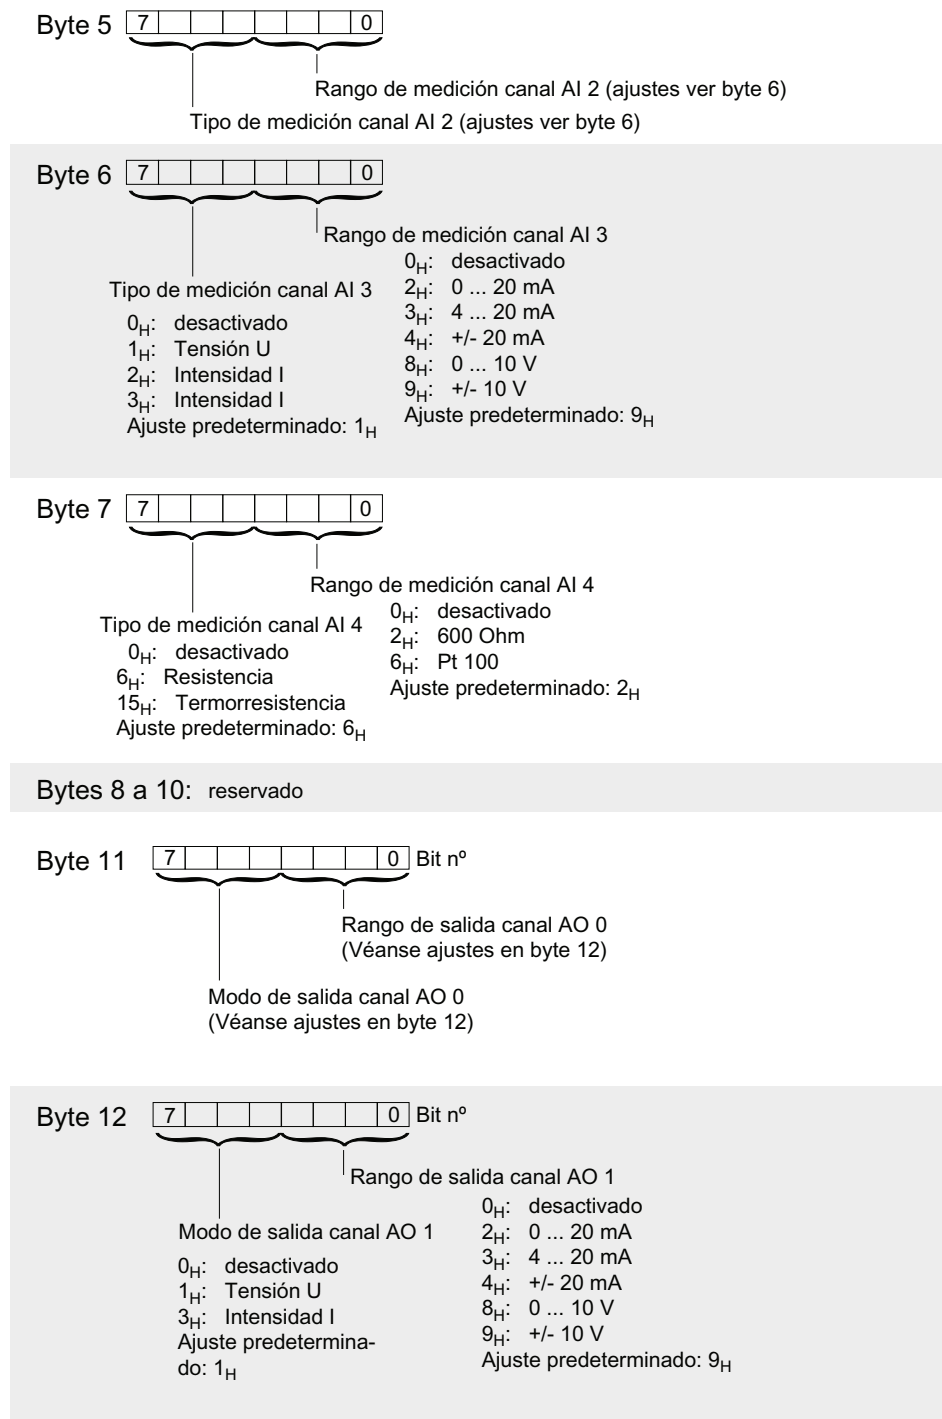 Byte 5 7 0
Rango de medición canal AI 2 (ajustes ver byte 6)
Tipo de medición canal AI 2 (ajustes ver byte 6)
Byte 6 7 0
Rango de medición canal AI 3
0H: desactivado
2H: 0 ... 20 mA
3H: 4 ... 20 mA
4H: +/- 20 mA
8H: 0 ... 10 V
9H: +/- 10 V
Ajuste predeterminado: 9H
Tipo de medición canal AI 3
0H: desactivado
1H: Tensión U
2H: Intensidad I
3H: Intensidad I
Ajuste predeterminado: 1H
Byte 7 7 0
Rango de medición canal AI 4
0H: desactivado
2H: 600 Ohm
6H: Pt 100
Ajuste predeterminado: 2H
Tipo de medición canal AI 4
0H: desactivado
6H: Resistencia
15H: Termorresistencia
Ajuste predeterminado: 6H
Bytes 8 a 10: reservado
Byte 11 7 0 Bit nº
Rango de salida canal AO 0
(Véanse ajustes en byte 12)
Modo de salida canal AO 0
(Véanse ajustes en byte 12)
Byte 12 7 0 Bit nº
Rango de salida canal AO 1
0H: desactivado
2H: 0 ... 20 mA
3H: 4 ... 20 mA
4H: +/- 20 mA
8H: 0 ... 10 V
9H: +/- 10 V
Ajuste predeterminado: 9H
Modo de salida canal AO 1
0H: desactivado
1H: Tensión U
3H: Intensidad I
Ajuste predetermina-
do: 1H